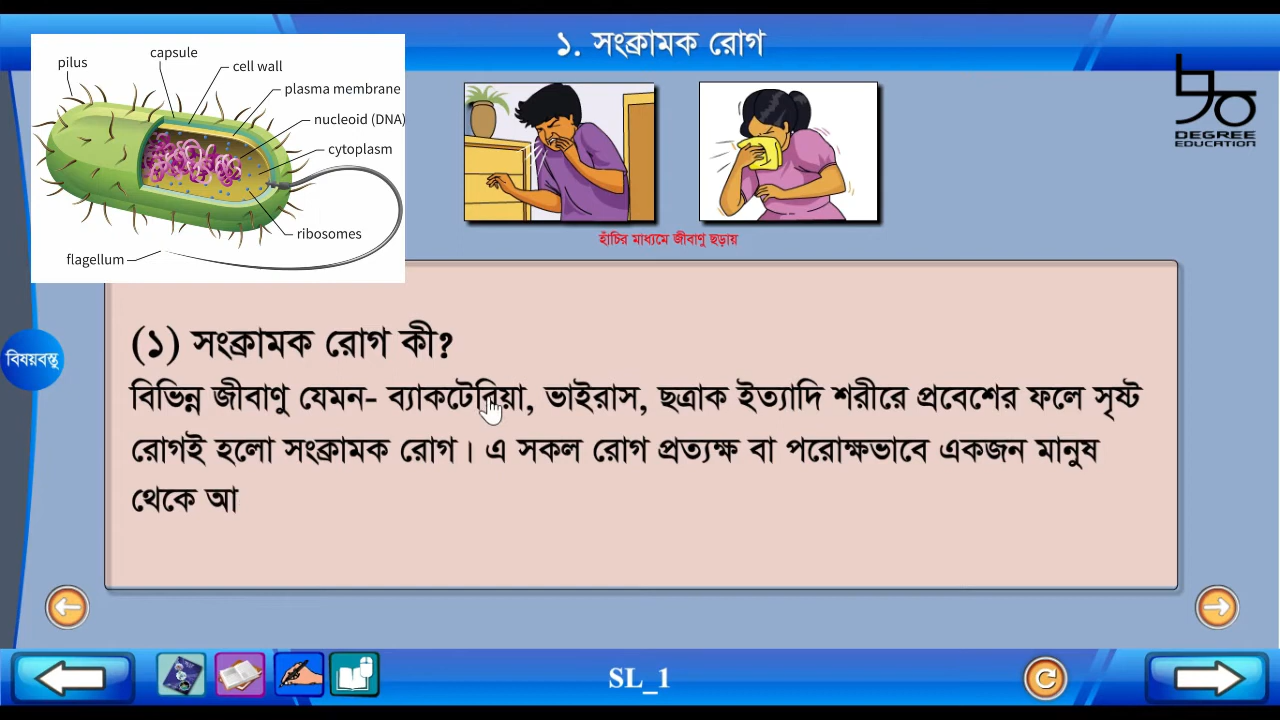 ১. সংক্রামক রোগ
pilus
capsule
cell wall
plasma membrane
nucleoid (DNA)
cytoplasm
ribosomes
flagellum
DEGREE
EDUCATION
হাঁচির মাধ্যমে জীবাণু ছড়ায়
বিষয়বস্তু
(১) সংক্রামক রোগ কী?
বিভিন্ন জীবাণু যেমন- ব্যাকটেরিয়া, ভাইরাস, ছত্রাক ইত্যাদি শরীরে প্রবেশের ফলে সৃষ্ট
রোগই হলো সংক্রামক রোগ। এ সকল রোগ প্রত্যক্ষ বা পরোক্ষভাবে একজন মানুষ
থেকে আ
SL_1